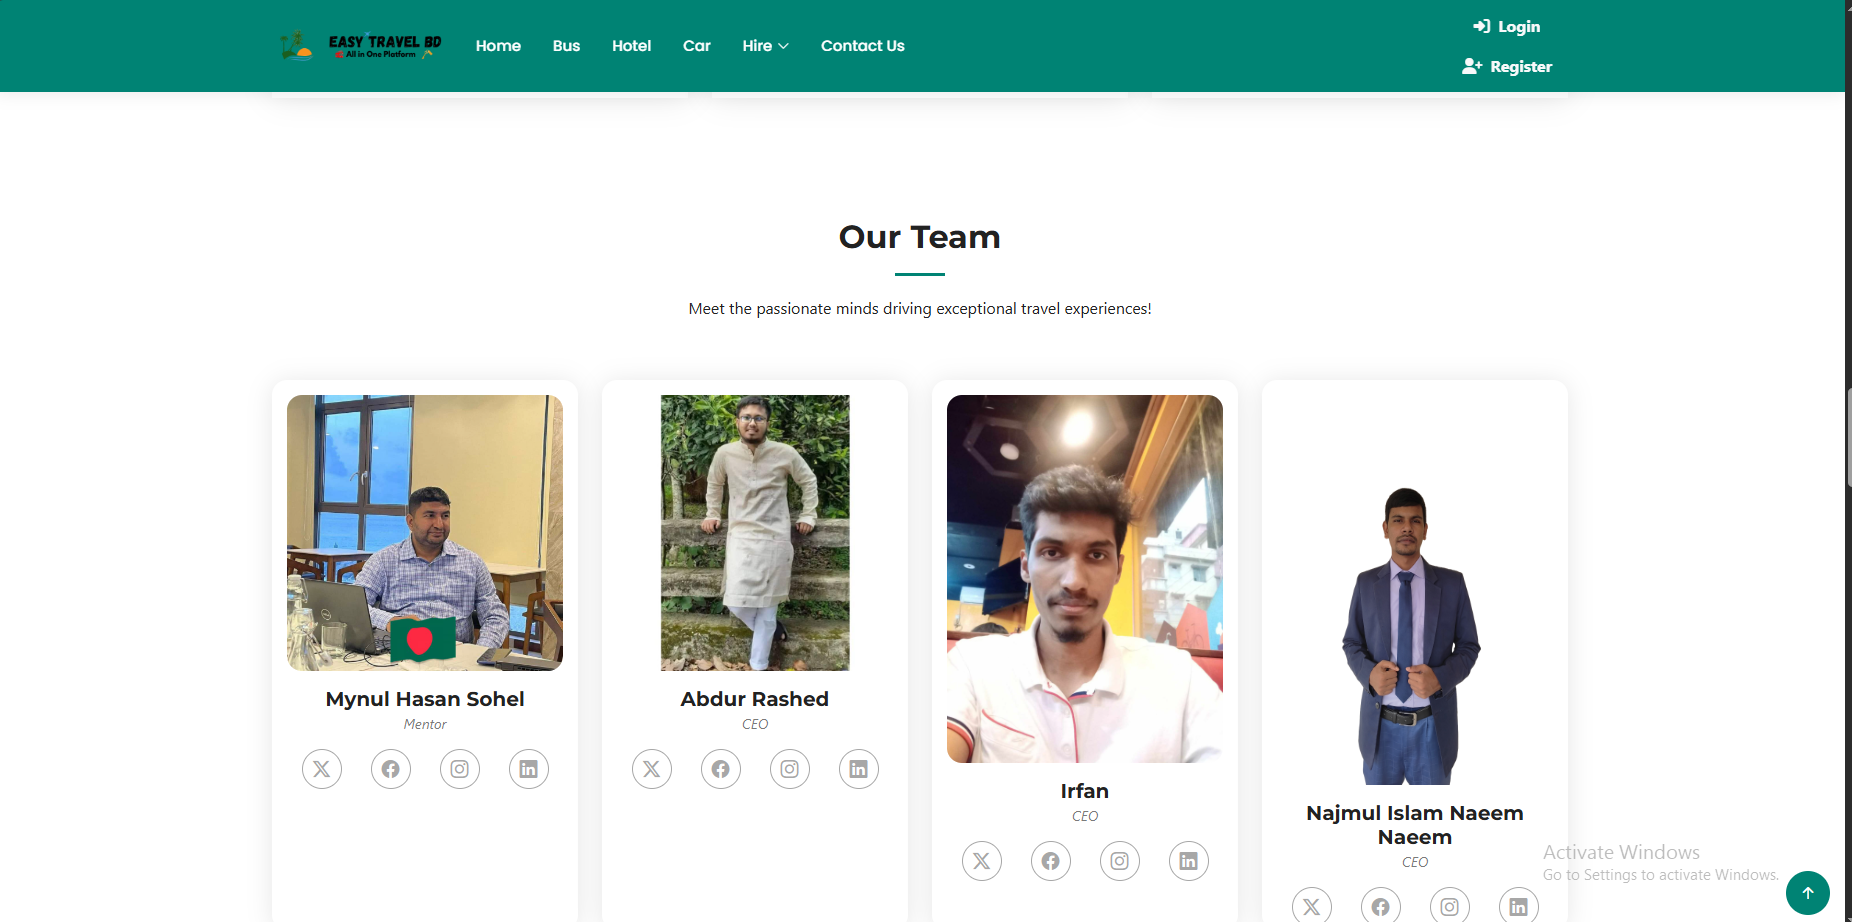 EASY TRAVEL BD
All in One Platform
Home
Bus
Hotel
Car
Hire
Contact Us
Login
Register
Our Team
Meet the passionate minds driving exceptional travel experiences!
Mynul Hasan Sohel
Mentor
Abdur Rashed
CEO
Irfan
CEO
Najmul Islam Naeem
Naeem
CEO
Activate Windows
Go to Settings to activate Windows.